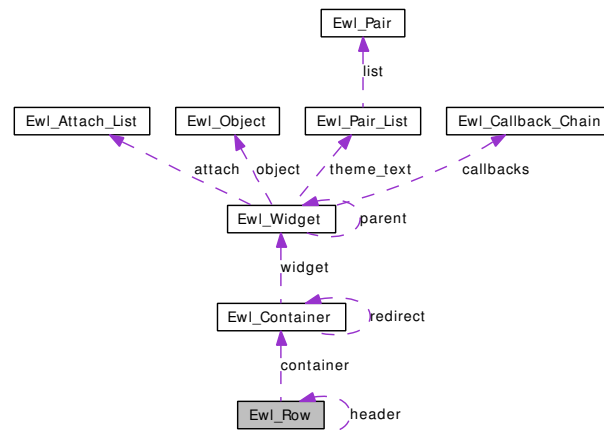 Ewl_Pair
list
Ewl_Attach_List
Ewl_Object
Ewl_Pair_List
Ewl_Callback_Chain
attach
object
theme_text
callbacks
Ewl_Widget
parent
widget
Ewl_Container
redirect
container
Ewl_Row
header